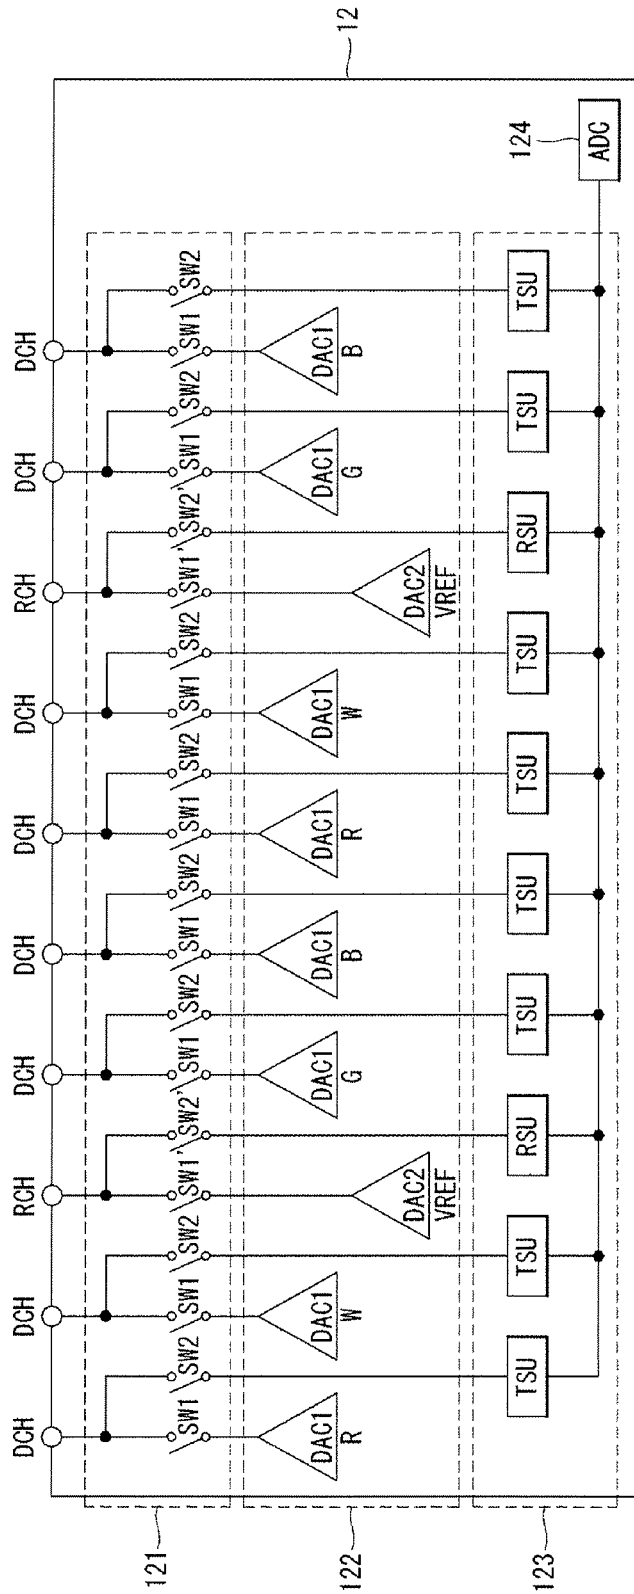 DCH DCH RCH DCH DCH DCH DCH RCH DCH DCH
12
121
SW1 SW2 SW1 SW2 SW1' SW2' SW1 SW2 SW1 SW2 SW1 SW2 SW1 SW2 SW1' SW2' SW1 SW2 SW1 SW2
122
DAC1 DAC1 DAC1 DAC1 DAC1 DAC1 DAC1 DAC1
R W G B R W G B
DAC2 DAC2
VREF VREF
124
123
TSU TSU RSU TSU TSU TSU TSU RSU TSU TSU
ADC